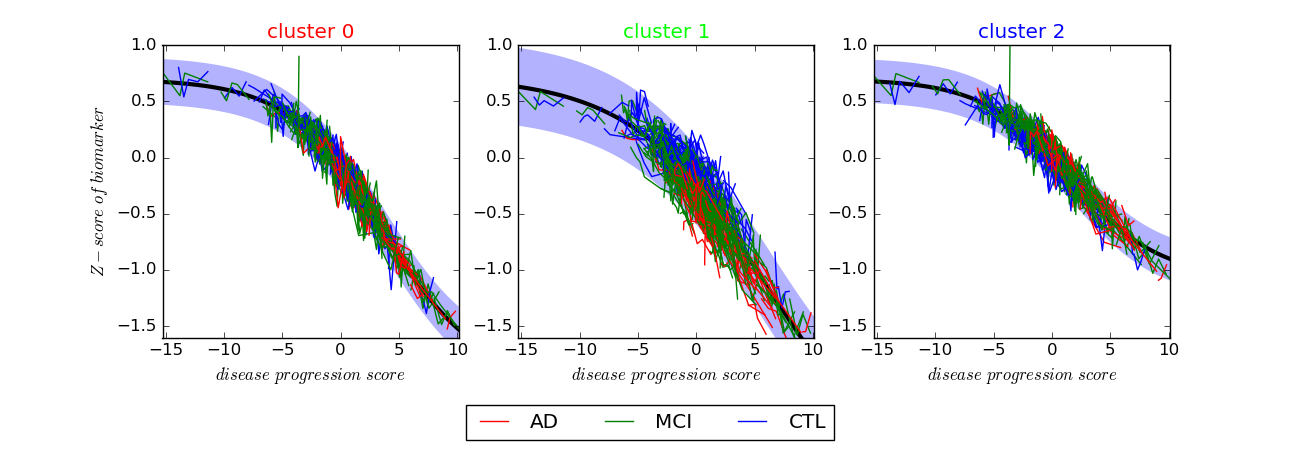 cluster 0 cluster 1 cluster 2
1.0 1.0 1.0
0.5 0.5 0.5
0.0 0.0 0.0
−0.5 −0.5 −0.5
−1.0 −1.0 −1.0
−1.5 −1.5 −1.5
Z − score of biomarker
−15 −10 −5 0 5 10 −15 −10 −5 0 5 10 −15 −10 −5 0 5 10
disease progression score disease progression score disease progression score
AD MCI CTL